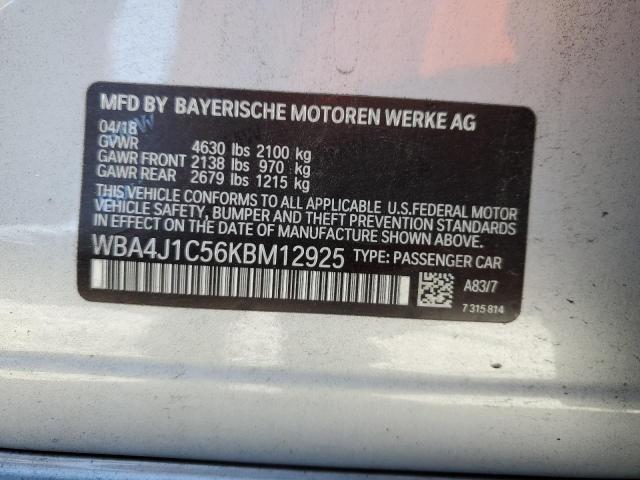 MFD BY BAYERISCHE MOTOREN WERKE AG
04/18
GVWR 4630 lbs 2100 kg
GAWR FRONT 2138 lbs 970 kg
GAWR REAR 2679 lbs 1215 kg
THIS VEHICLE CONFORMS TO ALL APPLICABLE U.S.FEDERAL MOTOR
VEHICLE SAFETY, BUMPER AND THEFT PREVENTION STANDARDS
IN EFFECT ON THE DATE OF MANUFACTURE SHOWN ABOVE.
WBA4J1C56KBM12925 TYPE: PASSENGER CAR
A83/7
7 315 814